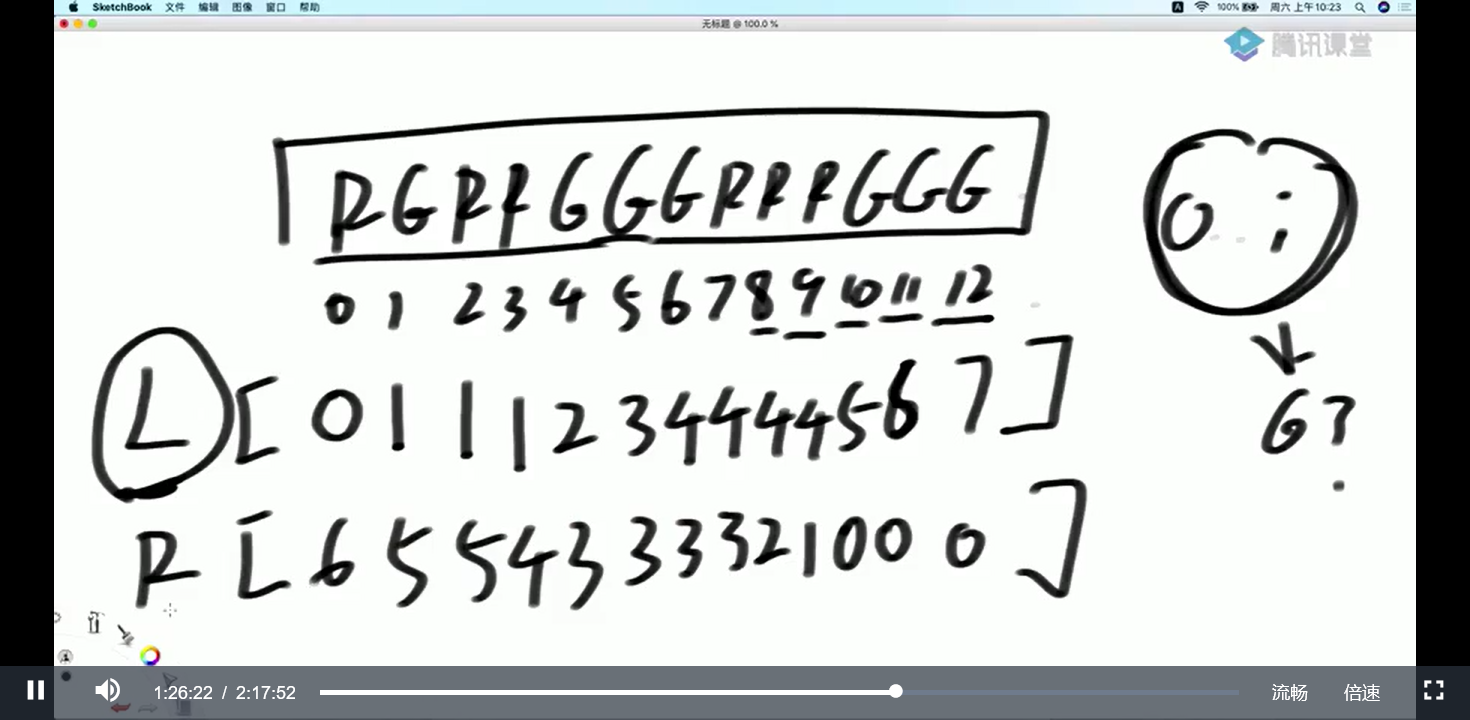 SketchBook 文件 编辑 图像 窗口 帮助 A 100% 周六 上午10:23
无标题 @ 100.0 %
腾讯课堂
RGRRGGGRRRGGG
0 1 2 3 4 5 6 7 8 9 10 11 12
L [ 0 1 1 1 2 3 4 4 4 4 5 6 7 ]
R [ 6 5 5 4 3 3 3 3 2 1 0 0 0 ]
0 .. i
G?
1:26:22 / 2:17:52 流畅 倍速